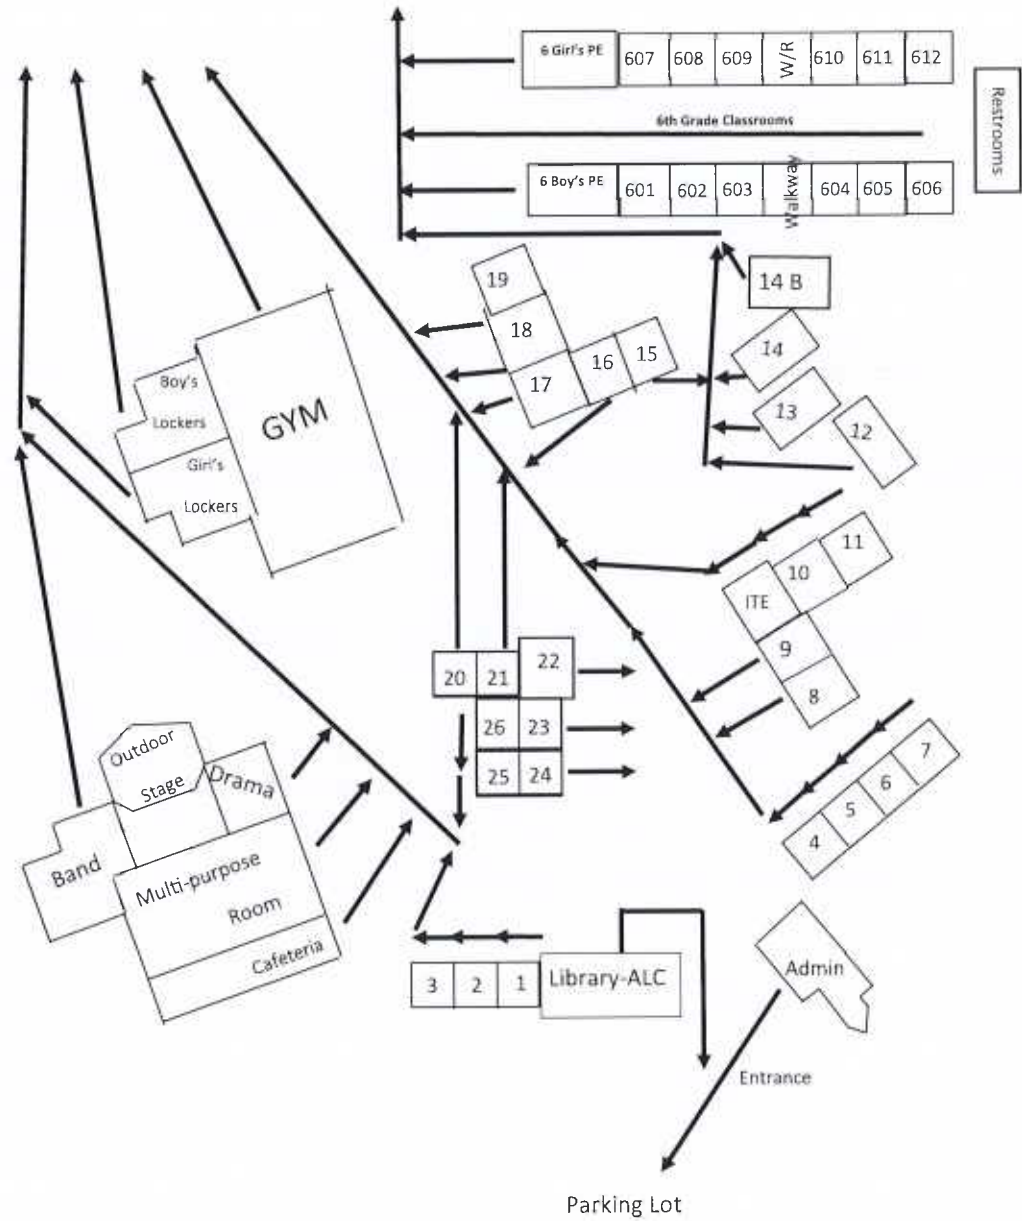 6 Girl's PE
607
608
609
W/R
610
611
612
Restrooms
6th Grade Classrooms
6 Boy's PE
601
602
603
Walkway
604
605
606
19
14 B
18
14
17
16
15
13
12
Boy's
Lockers
GYM
Girl's
Lockers
11
10
ITE
9
8
20
21
22
26
23
25
24
7
6
5
4
Outdoor
Stage
Drama
Band
Multi-purpose
Room
Cafeteria
3
2
1
Library-ALC
Admin
Entrance
Parking Lot